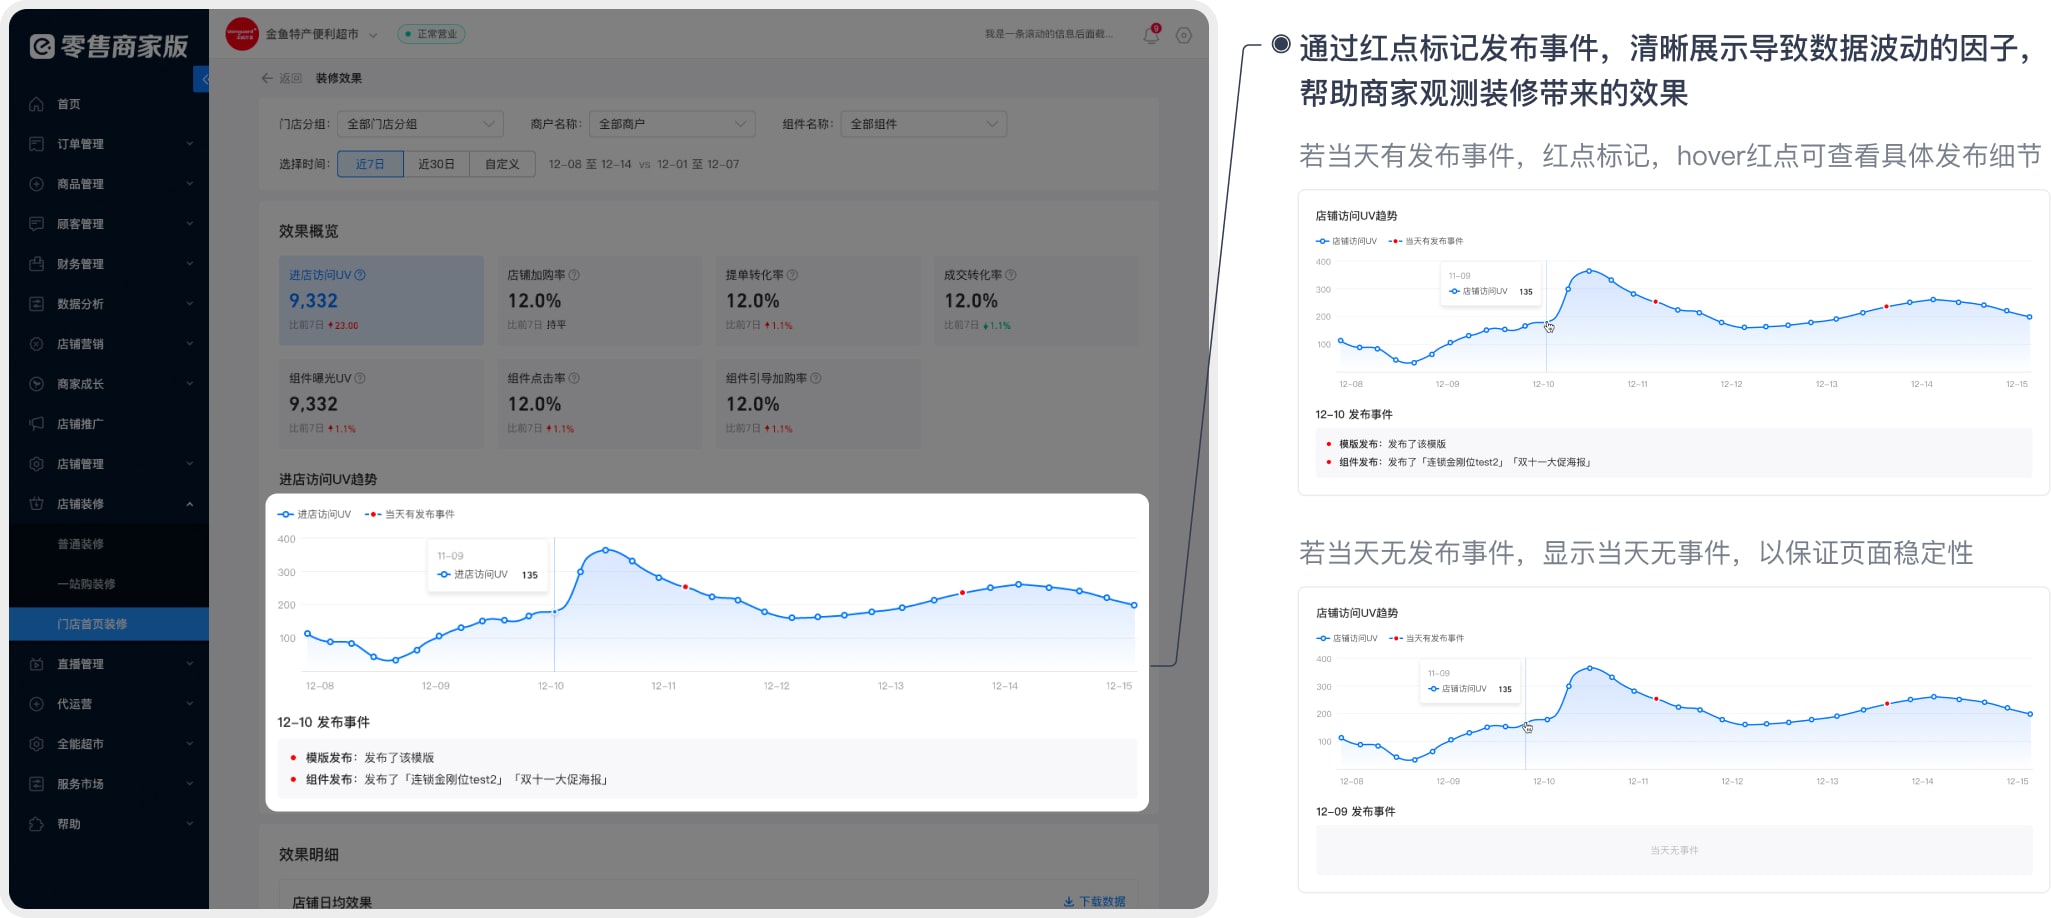 零售商家版
首页
订单管理
商品管理
顾客管理
财务管理
数据分析
店铺营销
商家成长
店铺推广
店铺管理
店铺装修
普通装修
一站购装修
门店首页装修
直播管理
代运营
全能超市
服务市场
帮助
金鱼特产便利超市
正常营业
我是一条滚动的信息后面截...
9
返回 装修效果
门店分组： 全部门店分组 商户名称： 全部商户 组件名称： 全部组件
选择时间： 近7日 近30日 自定义 12-08 至 12-14 vs 12-01 至 12-07
效果概览
进店访问UV
9,332
比前7日 23.00
店铺加购率
12.0%
比前7日 持平
提单转化率
12.0%
比前7日 1.1%
成交转化率
12.0%
比前7日 1.1%
组件曝光UV
9,332
比前7日 1.1%
组件点击率
12.0%
比前7日 1.1%
组件引导加购率
12.0%
比前7日 1.1%
进店访问UV趋势
进店访问UV 当天有发布事件
400
300
200
100
11-09
进店访问UV 135
12-08 12-09 12-10 12-11 12-12 12-13 12-14 12-15
12-10 发布事件
模版发布： 发布了该模版
组件发布： 发布了「连锁金刚位test2」「双十一大促海报」
效果明细
店铺日均效果 下载数据
通过红点标记发布事件，清晰展示导致数据波动的因子，
帮助商家观测装修带来的效果
若当天有发布事件，红点标记，hover红点可查看具体发布细节
店铺访问UV趋势
店铺访问UV 当天有发布事件
400
300
200
100
11-09
店铺访问UV 135
12-08 12-09 12-10 12-11 12-12 12-13 12-14 12-15
12-10 发布事件
模版发布： 发布了该模版
组件发布： 发布了「连锁金刚位test2」「双十一大促海报」
若当天无发布事件，显示当天无事件，以保证页面稳定性
店铺访问UV趋势
店铺访问UV 当天有发布事件
400
300
200
100
11-09
店铺访问UV 135
12-08 12-09 12-10 12-11 12-12 12-13 12-14 12-15
12-09 发布事件
当天无事件